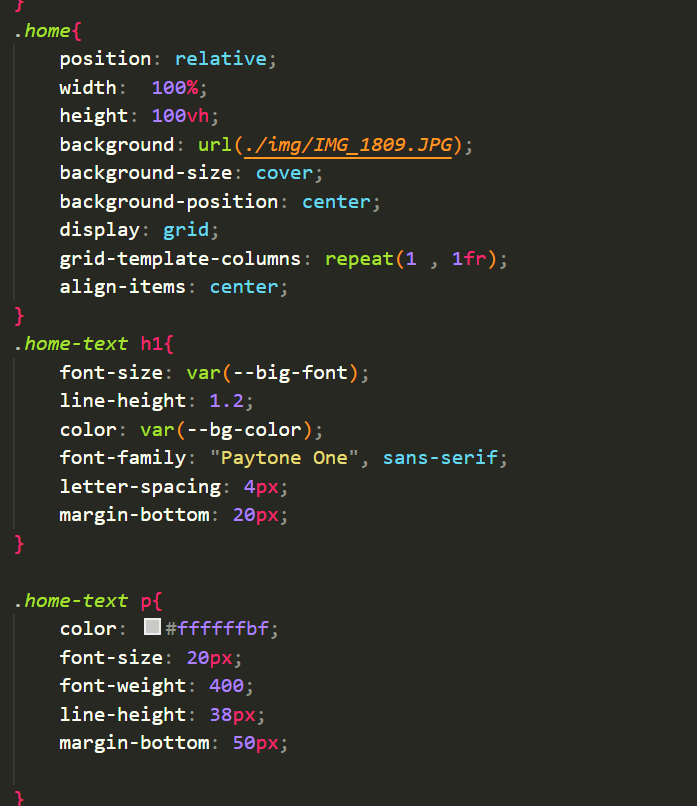 }
.home{
    position: relative;
    width:  100%;
    height: 100vh;
    background: url(./img/IMG_1809.JPG);
    background-size: cover;
    background-position: center;
    display: grid;
    grid-template-columns: repeat(1 , 1fr);
    align-items: center;
}
.home-text h1{
    font-size: var(--big-font);
    line-height: 1.2;
    color: var(--bg-color);
    font-family: "Paytone One", sans-serif;
    letter-spacing: 4px;
    margin-bottom: 20px;
}

.home-text p{
    color: #ffffffbf;
    font-size: 20px;
    font-weight: 400;
    line-height: 38px;
    margin-bottom: 50px;

}